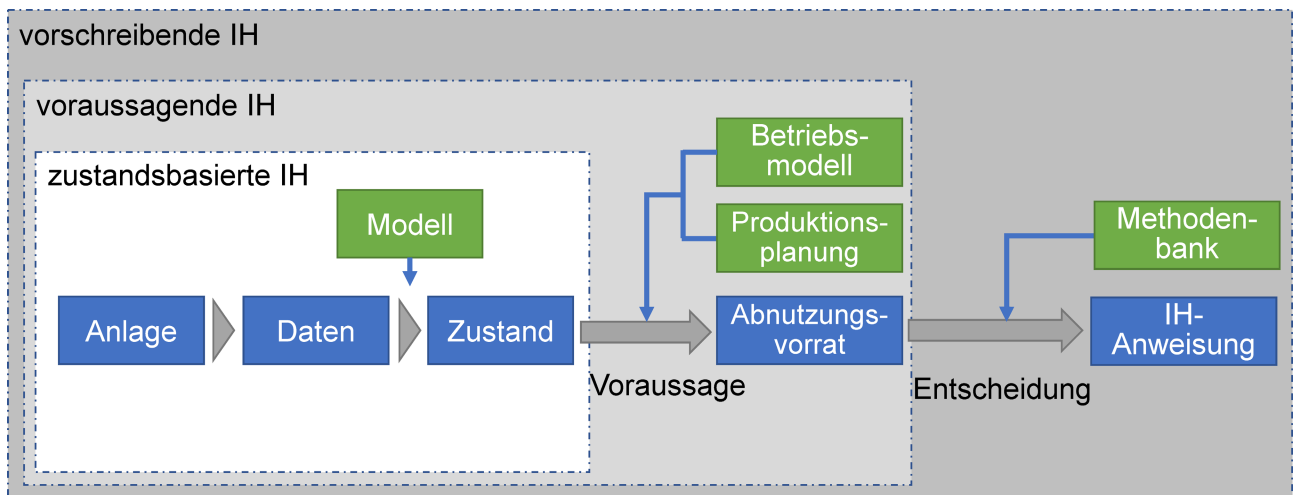 vorschreibende IH
voraussagende IH
zustandsbasierte IH
Modell
Betriebs-
modell
Produktions-
planung
Methoden-
bank
Anlage
Daten
Zustand
Abnutzungs-
vorrat
IH-
Anweisung
Voraussage
Entscheidung